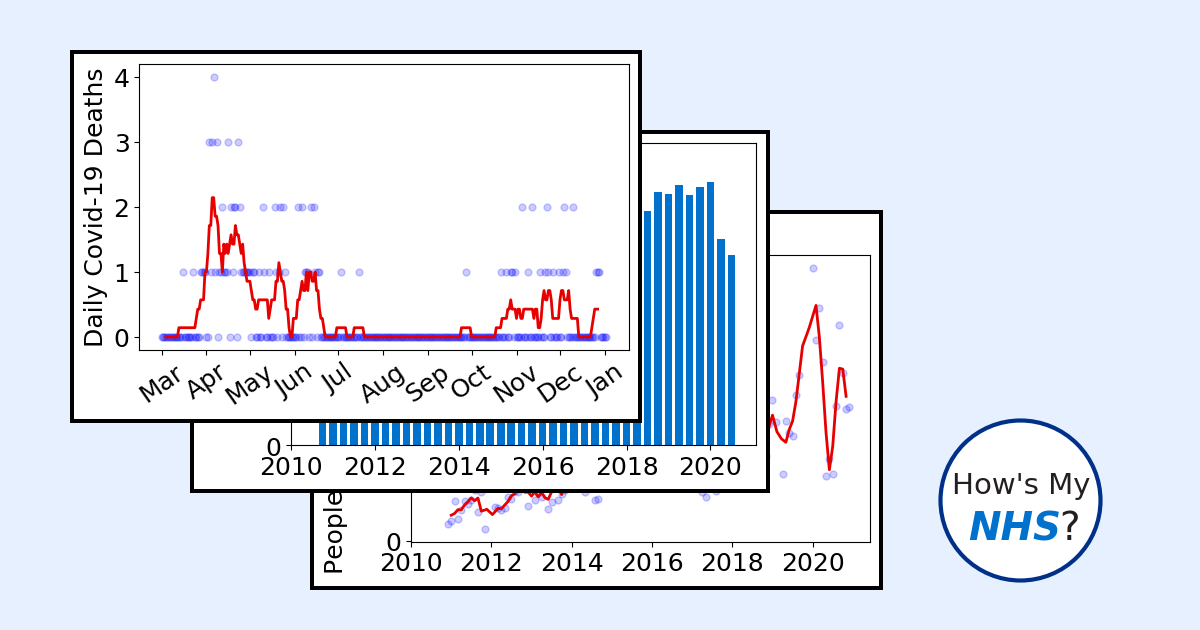 Daily Covid-19 Deaths
4
3
2
1
0
Mar Apr May Jun Jul Aug Sep Oct Nov Dec Jan
0
2010 2012 2014 2016 2018 2020
People
0
2010 2012 2014 2016 2018 2020
How's My
NHS?